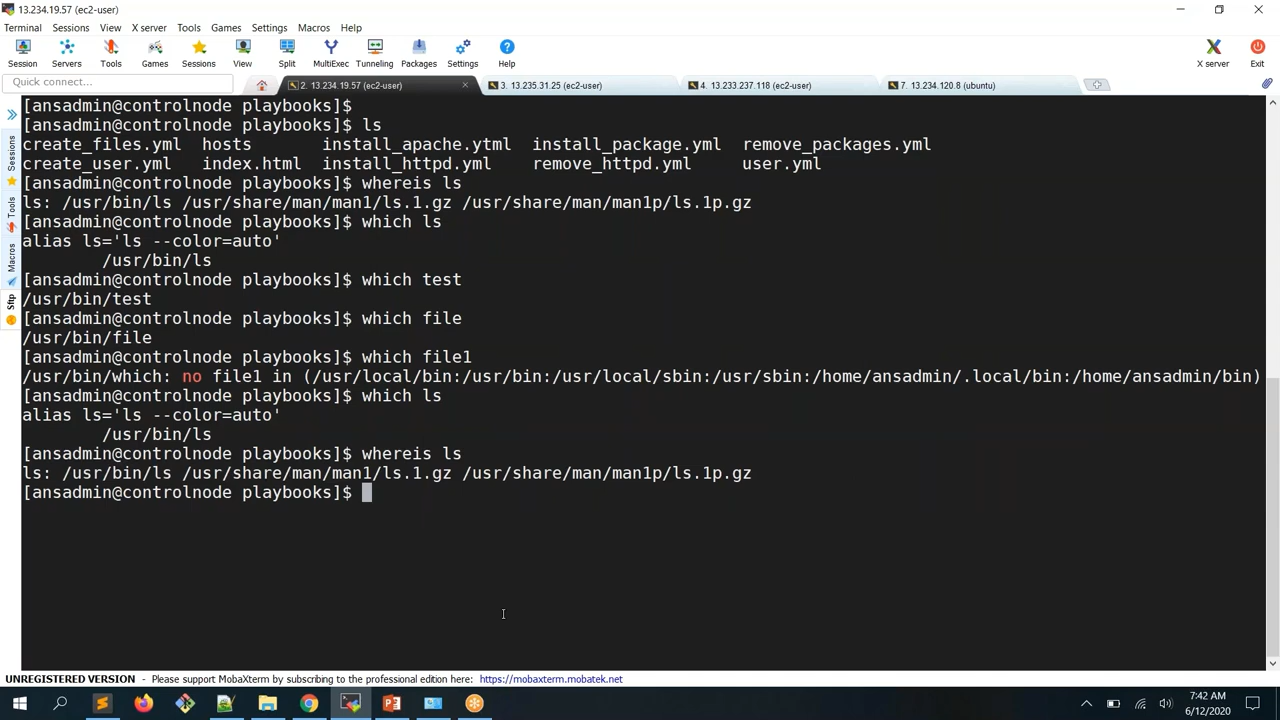 13.234.19.57 (ec2-user)
Terminal Sessions View X server Tools Games Settings Macros Help
Session Servers Tools Games Sessions View Split MultiExec Tunneling Packages Settings Help X server Exit
Quick connect... 2. 13.234.19.57 (ec2-user) 3. 13.235.31.25 (ec2-user) 4. 13.233.237.118 (ec2-user) 7. 13.234.120.8 (ubuntu)
Sessions
Tools
Macros
Sftp
[ansadmin@controlnode playbooks]$
[ansadmin@controlnode playbooks]$ ls
create_files.yml hosts install_apache.ytml install_package.yml remove_packages.yml
create_user.yml index.html install_httpd.yml remove_httpd.yml user.yml
[ansadmin@controlnode playbooks]$ whereis ls
ls: /usr/bin/ls /usr/share/man/man1/ls.1.gz /usr/share/man/man1p/ls.1p.gz
[ansadmin@controlnode playbooks]$ which ls
alias ls='ls --color=auto'
/usr/bin/ls
[ansadmin@controlnode playbooks]$ which test
/usr/bin/test
[ansadmin@controlnode playbooks]$ which file
/usr/bin/file
[ansadmin@controlnode playbooks]$ which file1
/usr/bin/which: no file1 in (/usr/local/bin:/usr/bin:/usr/local/sbin:/usr/sbin:/home/ansadmin/.local/bin:/home/ansadmin/bin)
[ansadmin@controlnode playbooks]$ which ls
alias ls='ls --color=auto'
/usr/bin/ls
[ansadmin@controlnode playbooks]$ whereis ls
ls: /usr/bin/ls /usr/share/man/man1/ls.1.gz /usr/share/man/man1p/ls.1p.gz
[ansadmin@controlnode playbooks]$
UNREGISTERED VERSION - Please support MobaXterm by subscribing to the professional edition here: https://mobaxterm.mobatek.net
7:42 AM
6/12/2020